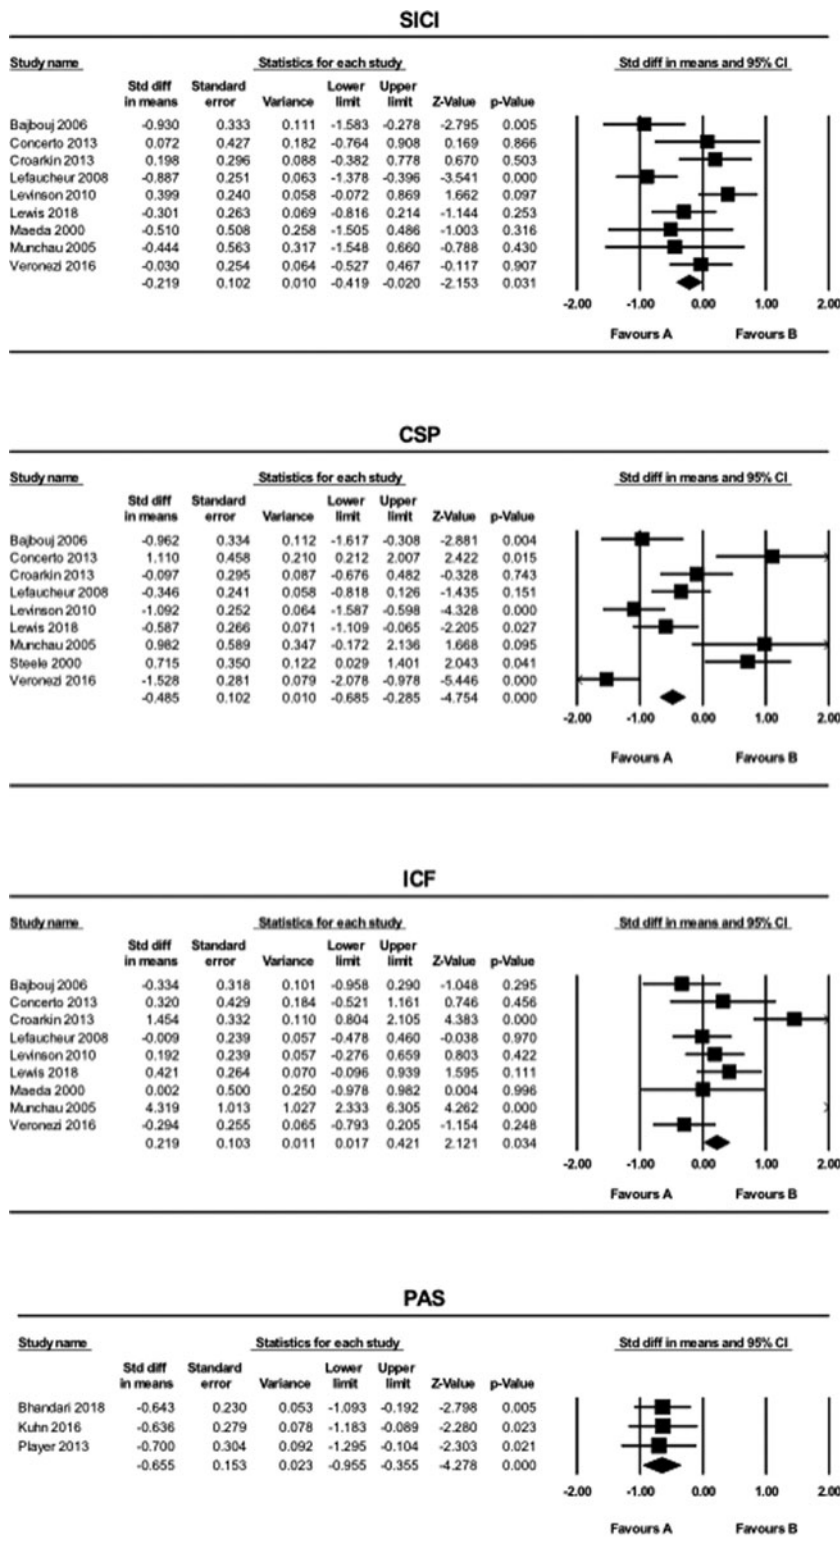 SICI
Study name Statistics for each study Std diff in means and 95% CI
Std diff Standard Lower Upper
in means error Variance limit limit Z-Value p-Value
Bajbouj 2006 -0.930 0.333 0.111 -1.583 -0.278 -2.795 0.005
Concerto 2013 0.072 0.427 0.182 -0.764 0.908 0.169 0.866
Croarkin 2013 0.198 0.296 0.088 -0.382 0.778 0.670 0.503
Lefaucheur 2008 -0.887 0.251 0.063 -1.378 -0.396 -3.541 0.000
Levinson 2010 0.399 0.240 0.058 -0.072 0.869 1.662 0.097
Lewis 2018 -0.301 0.263 0.069 -0.816 0.214 -1.144 0.253
Maeda 2000 -0.510 0.508 0.258 -1.505 0.486 -1.003 0.316
Munchau 2005 -0.444 0.563 0.317 -1.548 0.660 -0.788 0.430
Veronezi 2016 -0.030 0.254 0.064 -0.527 0.467 -0.117 0.907
-0.219 0.102 0.010 -0.419 -0.020 -2.153 0.031
-2.00 -1.00 0.00 1.00 2.00
Favours A Favours B
CSP
Study name Statistics for each study Std diff in means and 95% CI
Std diff Standard Lower Upper
in means error Variance limit limit Z-Value p-Value
Bajbouj 2006 -0.962 0.334 0.112 -1.617 -0.308 -2.881 0.004
Concerto 2013 1.110 0.458 0.210 0.212 2.007 2.422 0.015
Croarkin 2013 -0.097 0.295 0.087 -0.676 0.482 -0.328 0.743
Lefaucheur 2008 -0.346 0.241 0.058 -0.818 0.126 -1.435 0.151
Levinson 2010 -1.092 0.252 0.064 -1.587 -0.598 -4.328 0.000
Lewis 2018 -0.587 0.266 0.071 -1.109 -0.065 -2.205 0.027
Munchau 2005 0.982 0.589 0.347 -0.172 2.136 1.668 0.095
Steele 2000 0.715 0.350 0.122 0.029 1.401 2.043 0.041
Veronezi 2016 -1.528 0.281 0.079 -2.078 -0.978 -5.446 0.000
-0.485 0.102 0.010 -0.685 -0.285 -4.754 0.000
-2.00 -1.00 0.00 1.00 2.00
Favours A Favours B
ICF
Study name Statistics for each study Std diff in means and 95% CI
Std diff Standard Lower Upper
in means error Variance limit limit Z-Value p-Value
Bajbouj 2006 -0.334 0.318 0.101 -0.958 0.290 -1.048 0.295
Concerto 2013 0.320 0.429 0.184 -0.521 1.161 0.746 0.456
Croarkin 2013 1.454 0.332 0.110 0.804 2.105 4.383 0.000
Lefaucheur 2008 -0.009 0.239 0.057 -0.478 0.460 -0.038 0.970
Levinson 2010 0.192 0.239 0.057 -0.276 0.659 0.803 0.422
Lewis 2018 0.421 0.264 0.070 -0.096 0.939 1.595 0.111
Maeda 2000 0.002 0.500 0.250 -0.978 0.982 0.004 0.996
Munchau 2005 4.319 1.013 1.027 2.333 6.305 4.262 0.000
Veronezi 2016 -0.294 0.255 0.065 -0.793 0.205 -1.154 0.248
0.219 0.103 0.011 0.017 0.421 2.121 0.034
-2.00 -1.00 0.00 1.00 2.00
Favours A Favours B
PAS
Study name Statistics for each study Std diff in means and 95% CI
Std diff Standard Lower Upper
in means error Variance limit limit Z-Value p-Value
Bhandari 2018 -0.643 0.230 0.053 -1.093 -0.192 -2.798 0.005
Kuhn 2016 -0.636 0.279 0.078 -1.183 -0.089 -2.280 0.023
Player 2013 -0.700 0.304 0.092 -1.295 -0.104 -2.303 0.021
-0.655 0.153 0.023 -0.955 -0.355 -4.278 0.000
-2.00 -1.00 0.00 1.00 2.00
Favours A Favours B